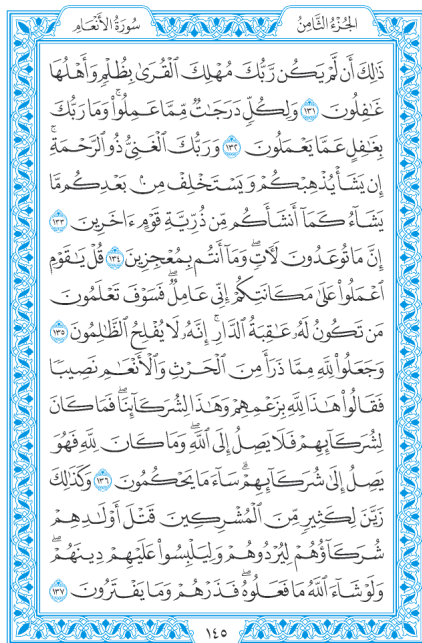 الجُزْءُ الثَّامِنُ
سُورَةُ الأَنْعَامِ
ذَٰلِكَ أَن لَّمْ يَكُن رَّبُّكَ مُهْلِكَ ٱلْقُرَىٰ بِظُلْمٍ وَأَهْلُهَا
غَٰفِلُونَ ١٣١ وَلِكُلٍّ دَرَجَٰتٌ مِّمَّا عَمِلُوا۟ ۚ وَمَا رَبُّكَ
بِغَٰفِلٍ عَمَّا يَعْمَلُونَ ١٣٢ وَرَبُّكَ ٱلْغَنِىُّ ذُو ٱلرَّحْمَةِ ۚ
إِن يَشَأْ يُذْهِبْكُمْ وَيَسْتَخْلِفْ مِنۢ بَعْدِكُم مَّا
يَشَآءُ كَمَآ أَنشَأَكُم مِّن ذُرِّيَّةِ قَوْمٍ ءَاخَرِينَ ١٣٣
إِنَّ مَا تُوعَدُونَ لَءَاتٍ ۖ وَمَآ أَنتُم بِمُعْجِزِينَ ١٣٤ قُلْ يَٰقَوْمِ
ٱعْمَلُوا۟ عَلَىٰ مَكَانَتِكُمْ إِنِّى عَامِلٌ ۖ فَسَوْفَ تَعْلَمُونَ
مَن تَكُونُ لَهُۥ عَٰقِبَةُ ٱلدَّارِ ۗ إِنَّهُۥ لَا يُفْلِحُ ٱلظَّٰلِمُونَ ١٣٥
وَجَعَلُوا۟ لِلَّهِ مِمَّا ذَرَأَ مِنَ ٱلْحَرْثِ وَٱلْأَنْعَٰمِ نَصِيبًا
فَقَالُوا۟ هَٰذَا لِلَّهِ بِزَعْمِهِمْ وَهَٰذَا لِشُرَكَآئِنَا ۖ فَمَا كَانَ
لِشُرَكَآئِهِمْ فَلَا يَصِلُ إِلَى ٱللَّهِ ۖ وَمَا كَانَ لِلَّهِ فَهُوَ
يَصِلُ إِلَىٰ شُرَكَآئِهِمْ ۗ سَآءَ مَا يَحْكُمُونَ ١٣٦ وَكَذَٰلِكَ
زَيَّنَ لِكَثِيرٍ مِّنَ ٱلْمُشْرِكِينَ قَتْلَ أَوْلَٰدِهِمْ
شُرَكَآؤُهُمْ لِيُرْدُوهُمْ وَلِيَلْبِسُوا۟ عَلَيْهِمْ دِينَهُمْ ۖ
وَلَوْ شَآءَ ٱللَّهُ مَا فَعَلُوهُ ۖ فَذَرْهُمْ وَمَا يَفْتَرُونَ ١٣٧
١٤٥